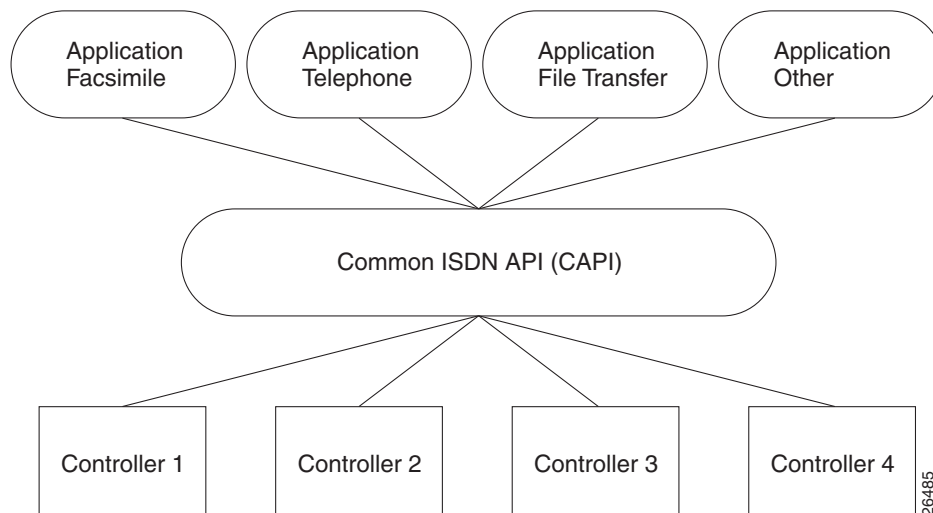 Application
Facsimile
Application
Telephone
Application
File Transfer
Application
Other
Common ISDN API (CAPI)
Controller 1
Controller 2
Controller 3
Controller 4
26485